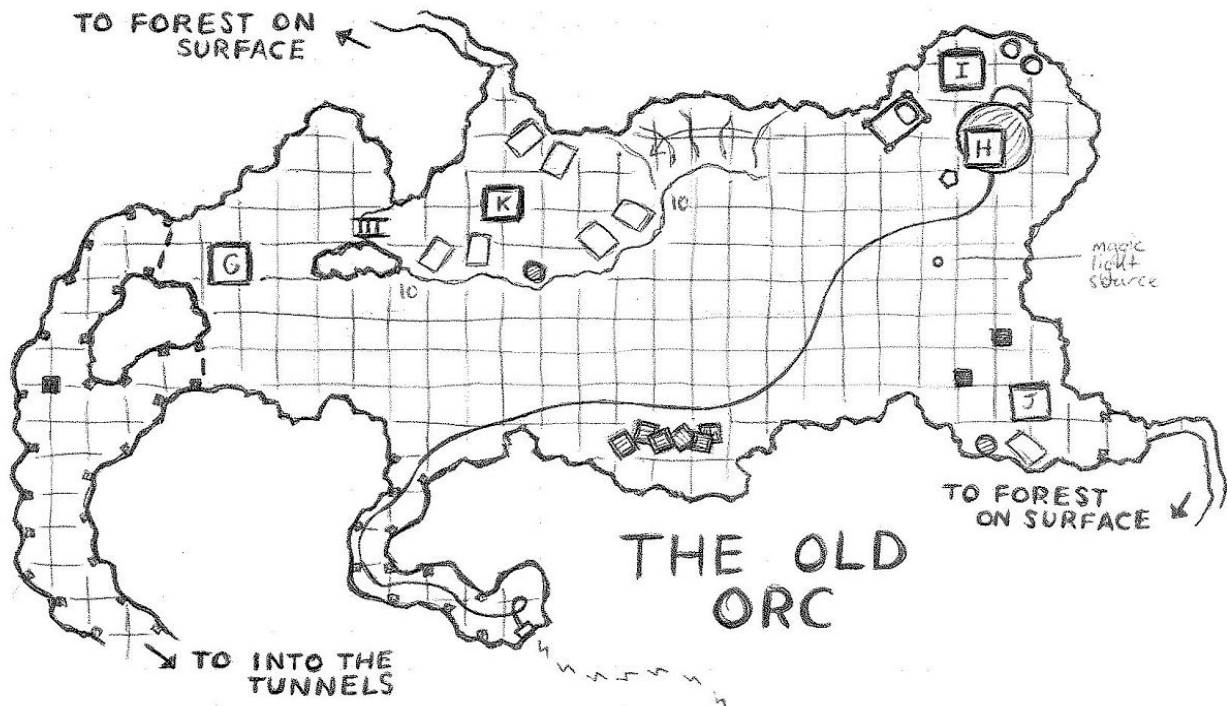 TO FOREST ON
SURFACE
I
H
K
10
G
magic
light
source
10
J
TO FOREST
ON SURFACE
THE OLD
ORC
TO INTO THE
TUNNELS